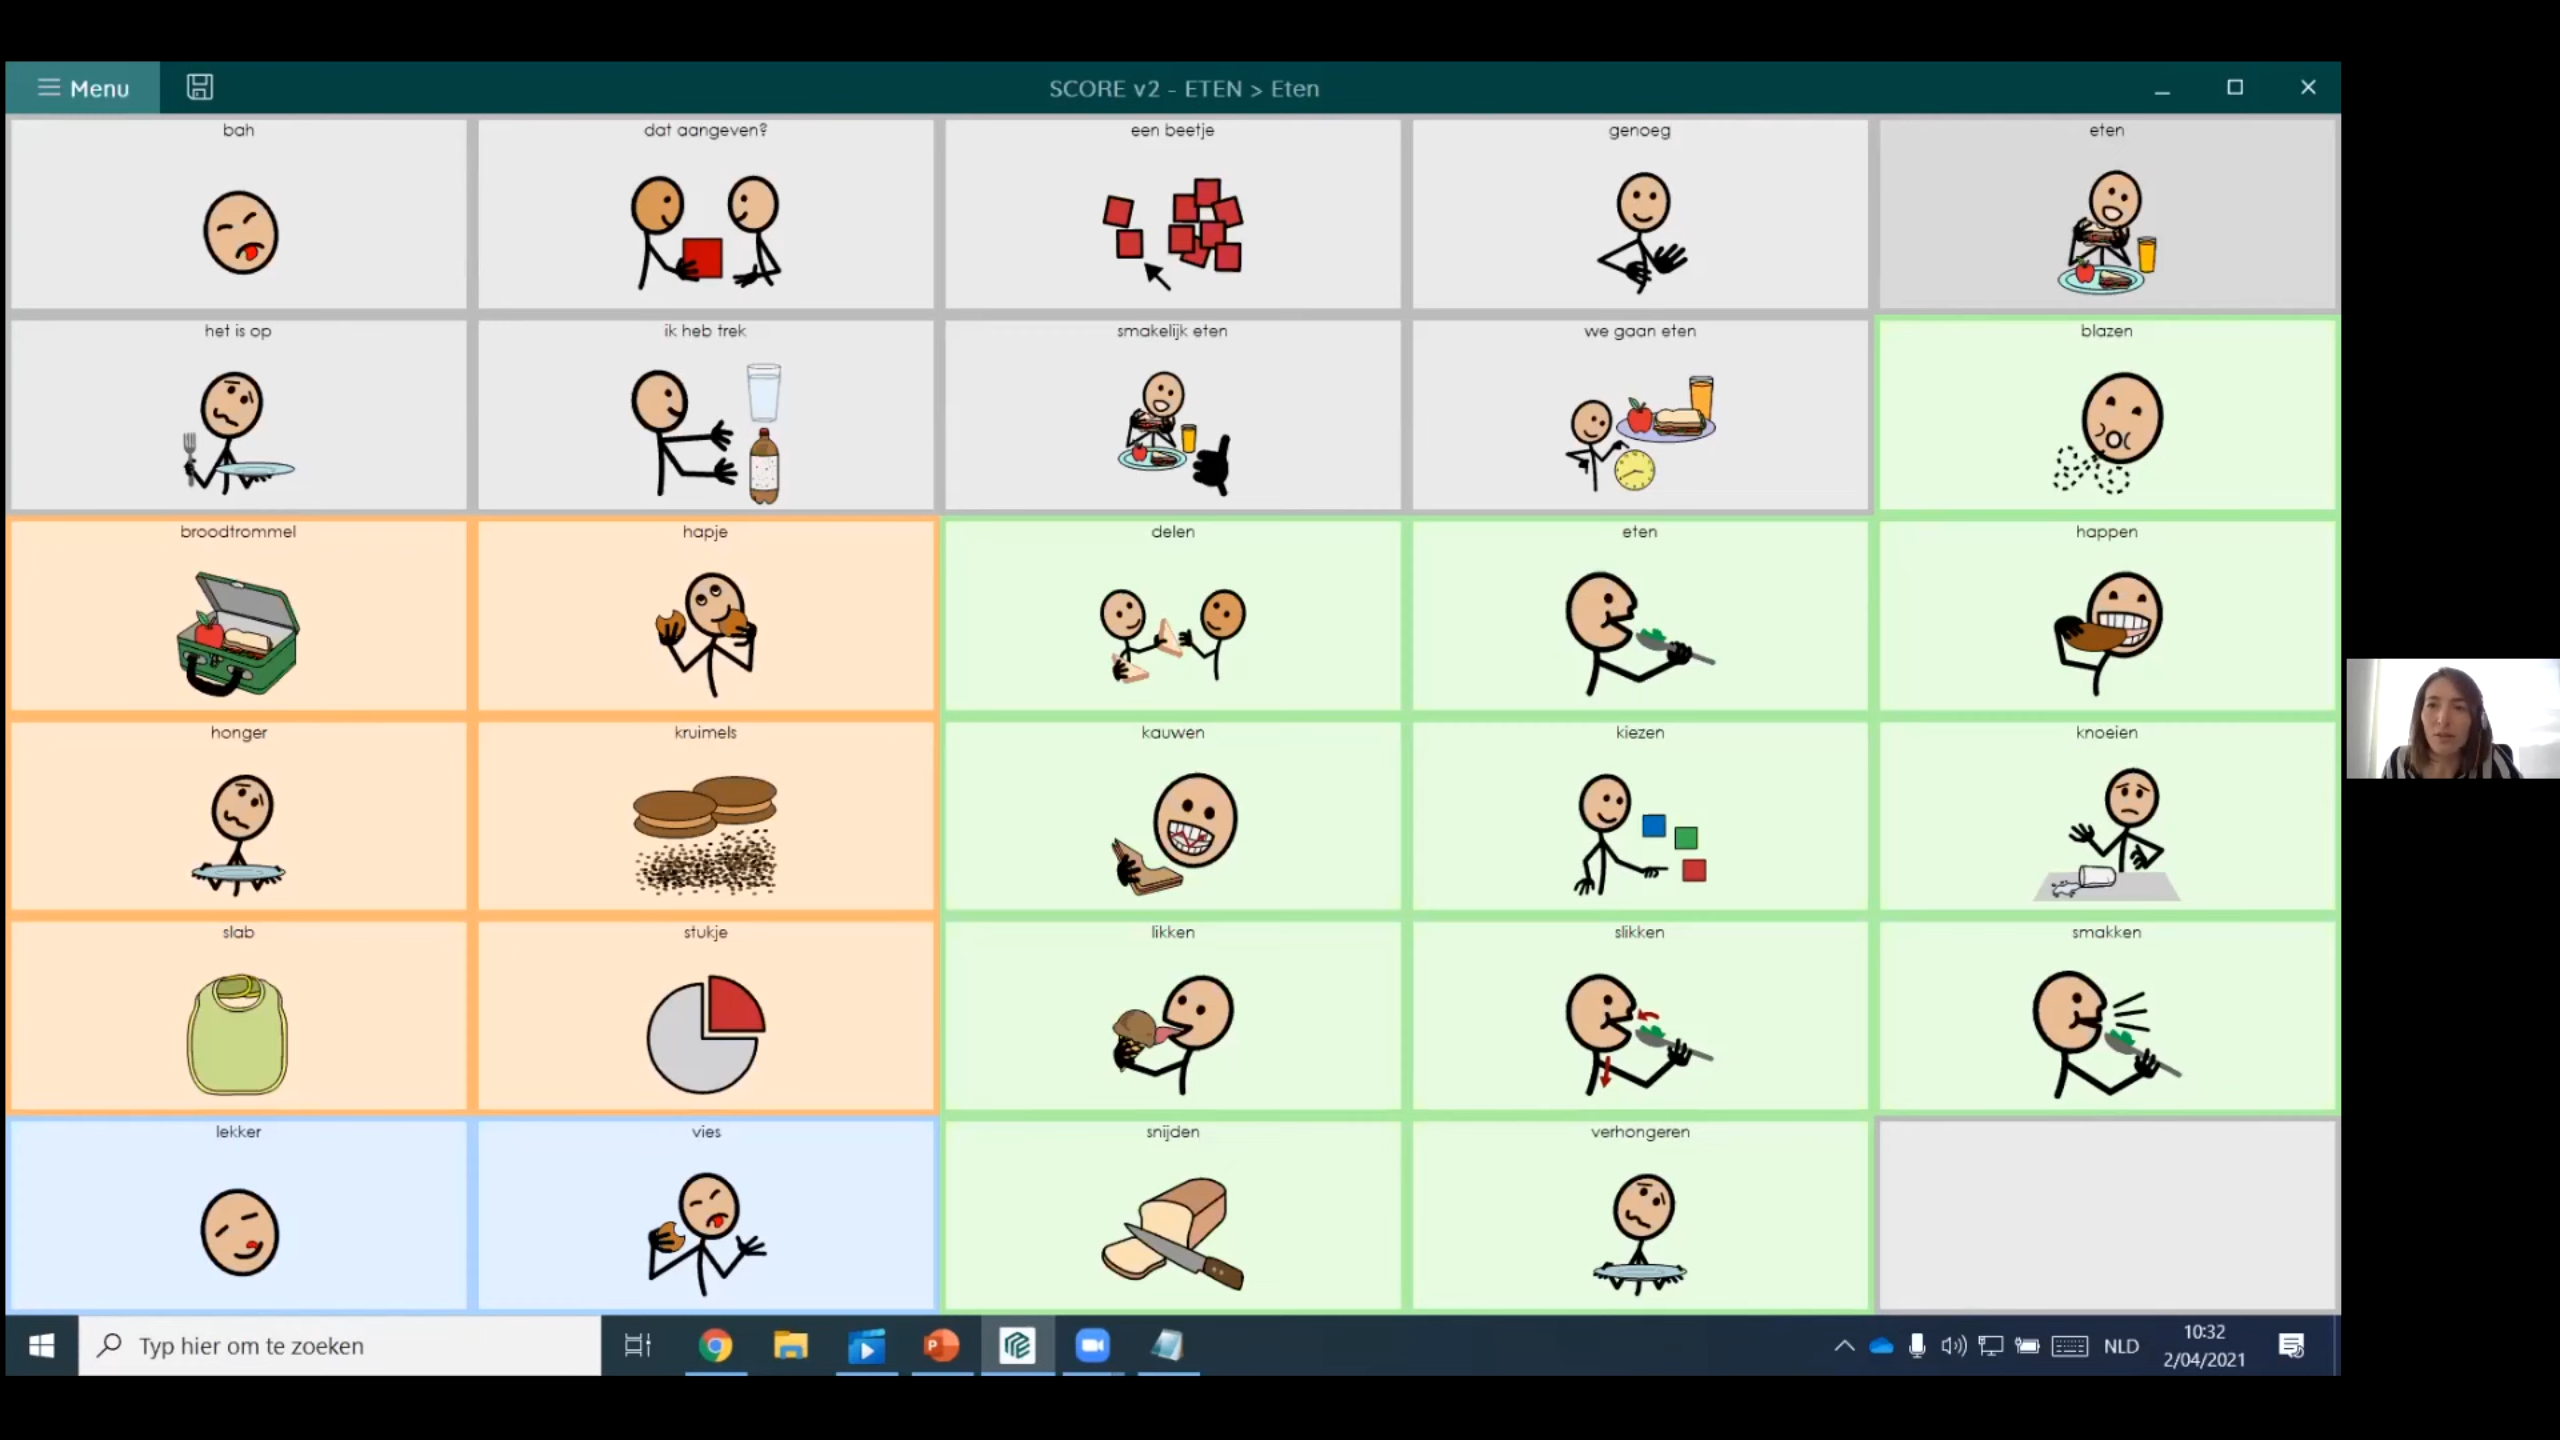 Menu
SCORE v2 - ETEN > Eten
bah
dat aangeven?
een beetje
genoeg
eten
het is op
ik heb trek
smakelijk eten
we gaan eten
blazen
broodtrommel
hapje
delen
eten
happen
honger
kruimels
kauwen
kiezen
knoeien
slab
stukje
likken
slikken
smakken
lekker
vies
snijden
verhongeren
Typ hier om te zoeken
NLD
10:32
2/04/2021